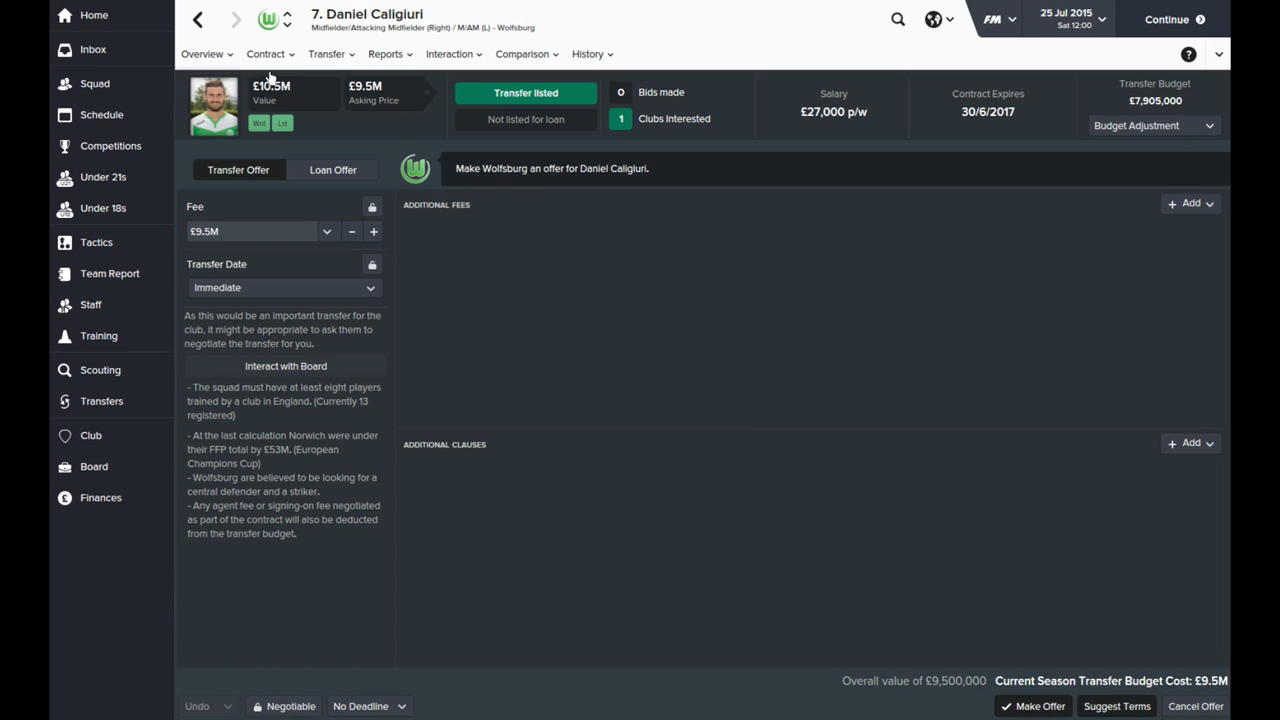 Home
7. Daniel Caligiuri
Midfielder/Attacking Midfielder (Right) / M/AM (L) - Wolfsburg
FM
25 Jul 2015
Sat 12:00
Continue
Overview
Contract
Transfer
Reports
Interaction
Comparison
History
?
Inbox
Squad
Schedule
Competitions
Under 21s
Under 18s
Tactics
Team Report
Staff
Training
Scouting
Transfers
Club
Board
Finances
£10.5M
Value
Wnt
Lst
£9.5M
Asking Price
Transfer listed
Not listed for loan
0 Bids made
1 Clubs Interested
Salary
£27,000 p/w
Contract Expires
30/6/2017
Transfer Budget
£7,905,000
Budget Adjustment
Transfer Offer
Loan Offer
Make Wolfsburg an offer for Daniel Caligiuri.
Fee
£9.5M
Transfer Date
Immediate
As this would be an important transfer for the
club, it might be appropriate to ask them to
negotiate the transfer for you.
Interact with Board
- The squad must have at least eight players
trained by a club in England. (Currently 13
registered)
- At the last calculation Norwich were under
their FFP total by £53M. (European
Champions Cup)
- Wolfsburg are believed to be looking for a
central defender and a striker.
- Any agent fee or signing-on fee negotiated
as part of the contract will also be deducted
from the transfer budget.
ADDITIONAL FEES
+ Add
ADDITIONAL CLAUSES
+ Add
Overall value of £9,500,000
Current Season Transfer Budget Cost: £9.5M
Undo
Negotiable
No Deadline
Make Offer
Suggest Terms
Cancel Offer